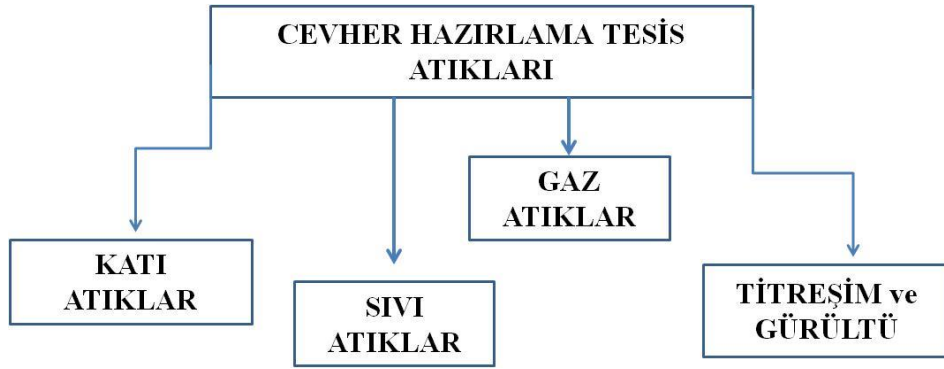 CEVHER HAZIRLAMA TESİS
ATIKLARI
KATI
ATIKLAR
SIVI
ATIKLAR
GAZ
ATIKLAR
TİTREŞİM ve
GÜRÜLTÜ